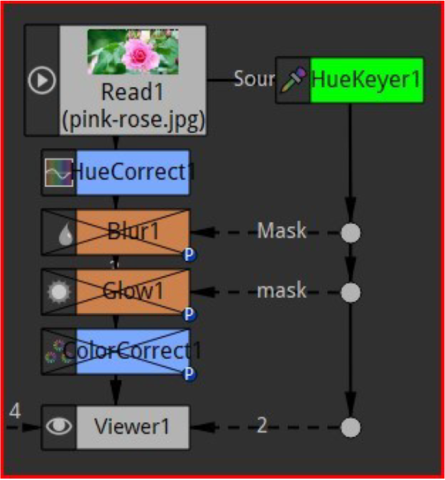 Read1
(pink-rose.jpg)
Sour
HueKeyer1
HueCorrect1
Blur1
P
Mask
Glow1
P
mask
ColorCorrect1
P
4
Viewer1
2